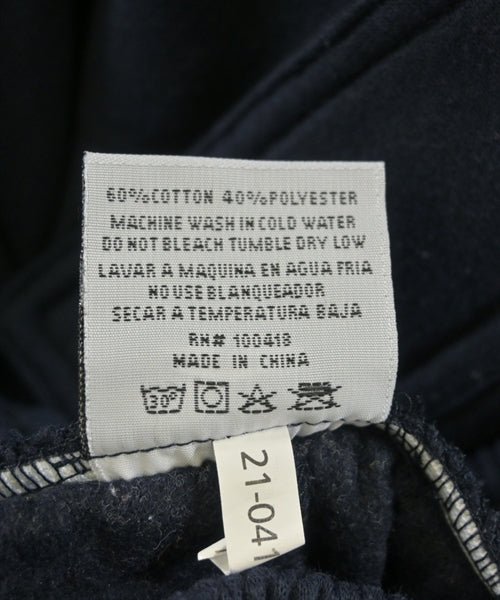 60%COTTON 40%POLYESTER
MACHINE WASH IN COLD WATER
DO NOT BLEACH TUMBLE DRY LOW
LAVAR A MAQUINA EN AGUA FRIA
NO USE BLANQUEADOR
SECAR A TEMPERATURA BAJA
RN# 100418
MADE IN CHINA
30°
21-041